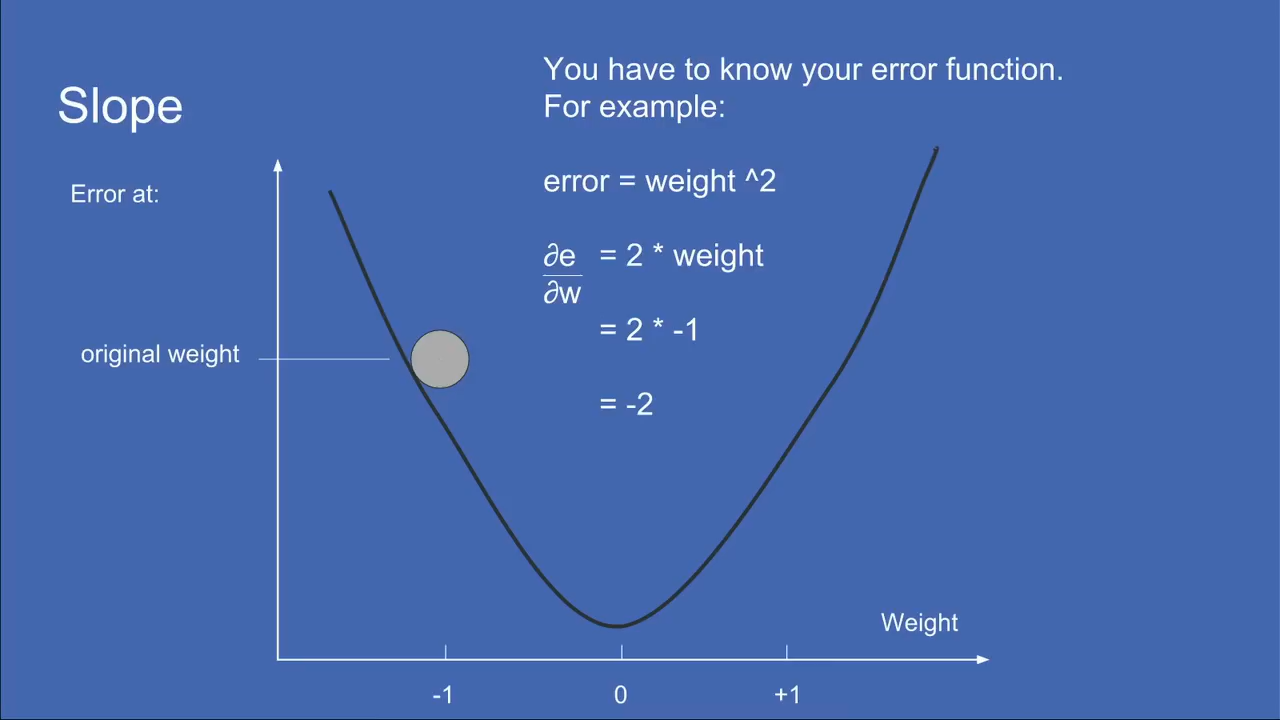 Slope
You have to know your error function.
For example:
error = weight ^2
∂e = 2 * weight
∂w
= 2 * -1
= -2
Error at:
original weight
Weight
-1 0 +1